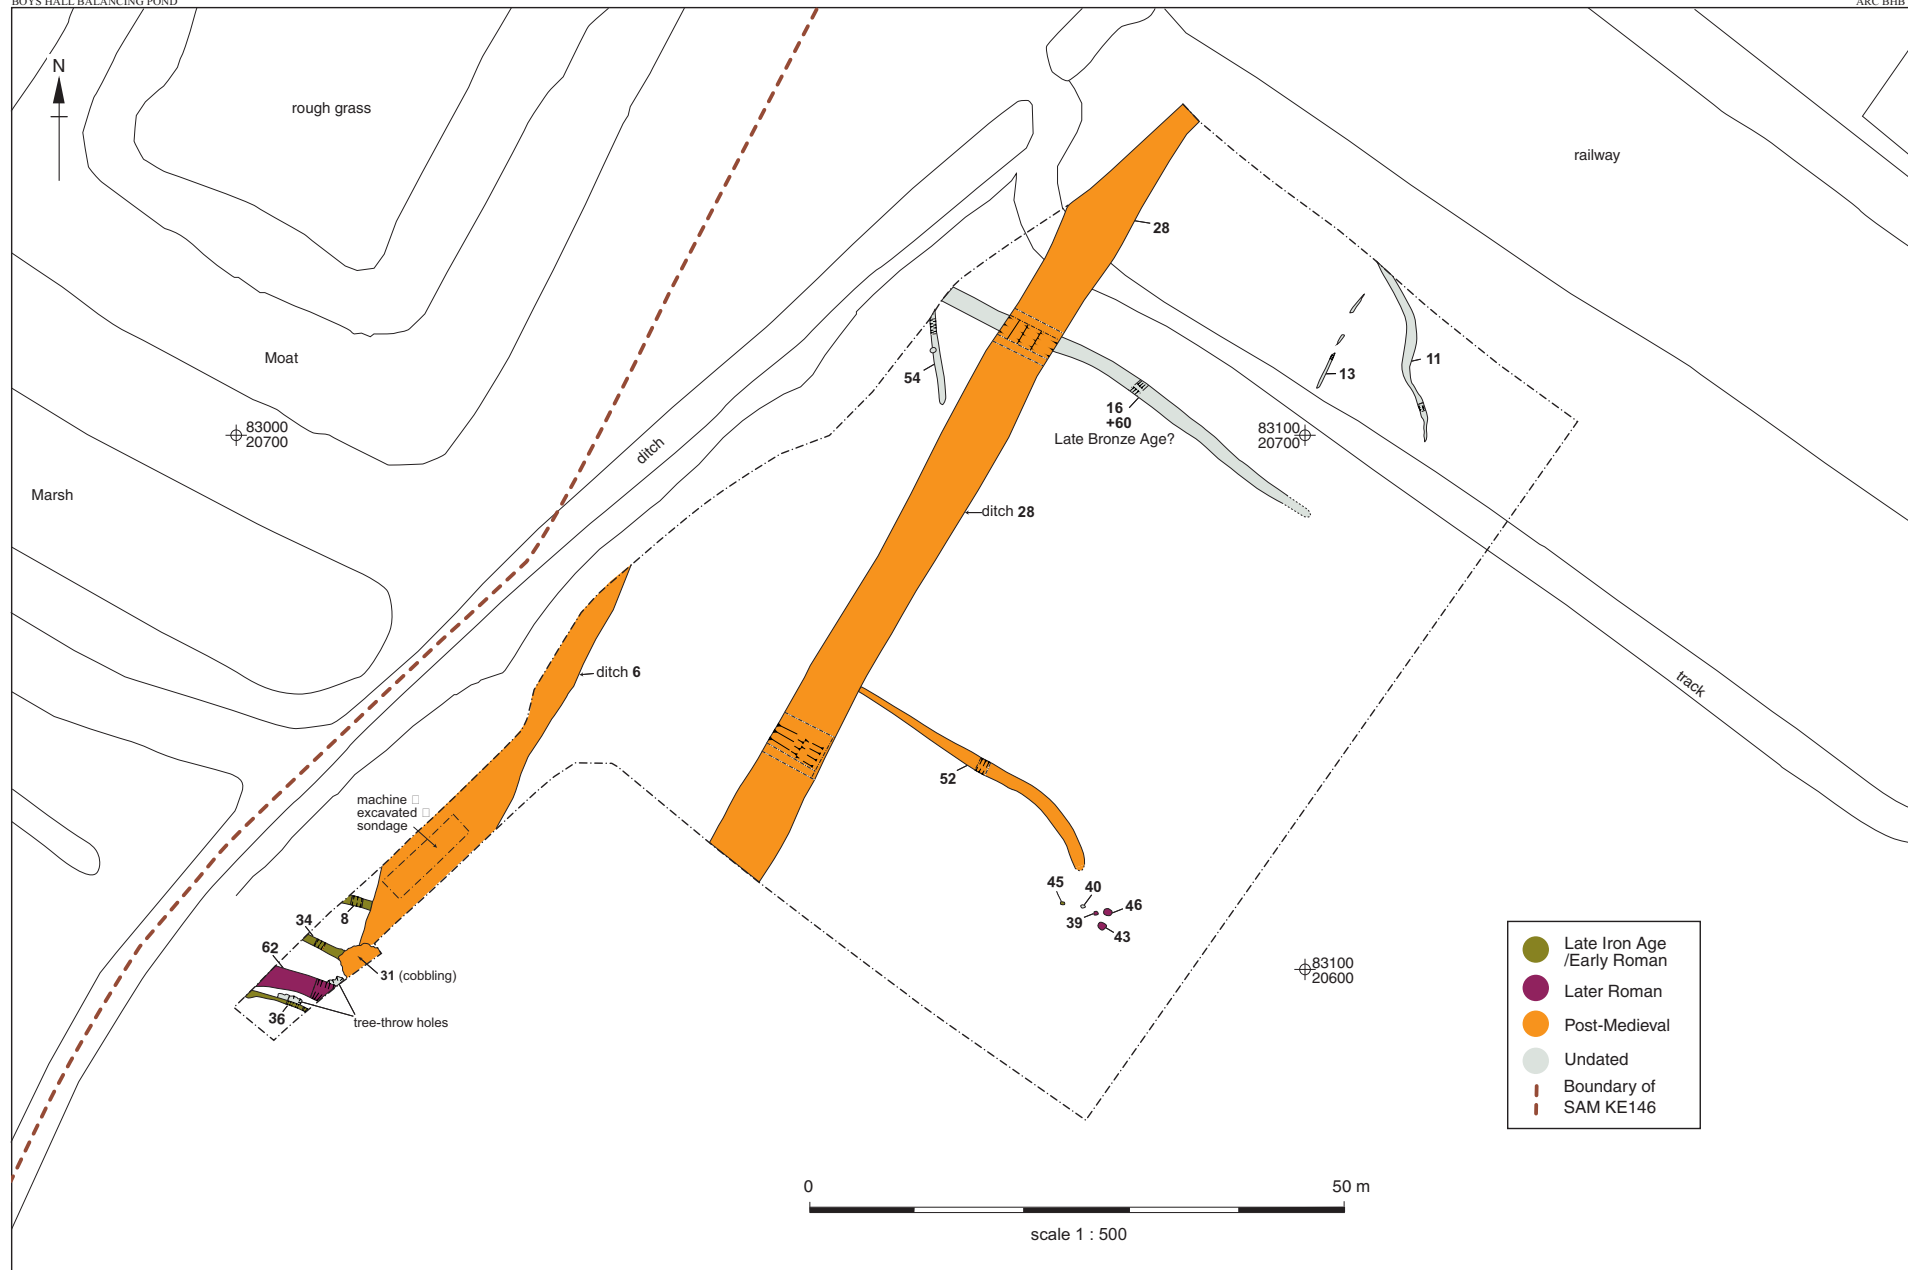 BOYS HALL BALANCING POND
ARC BHB
N
rough grass
railway
28
Moat
54
13
11
16
+60
Late Bronze Age?
83000
20700
83100
20700
ditch
Marsh
ditch 28
ditch 6
track
52
machine
excavated
sondage
45
40
46
39
43
8
34
62
31 (cobbling)
36
tree-throw holes
83100
20600
Late Iron Age
/Early Roman
Later Roman
Post-Medieval
Undated
Boundary of
SAM KE146
0
50 m
scale 1 : 500